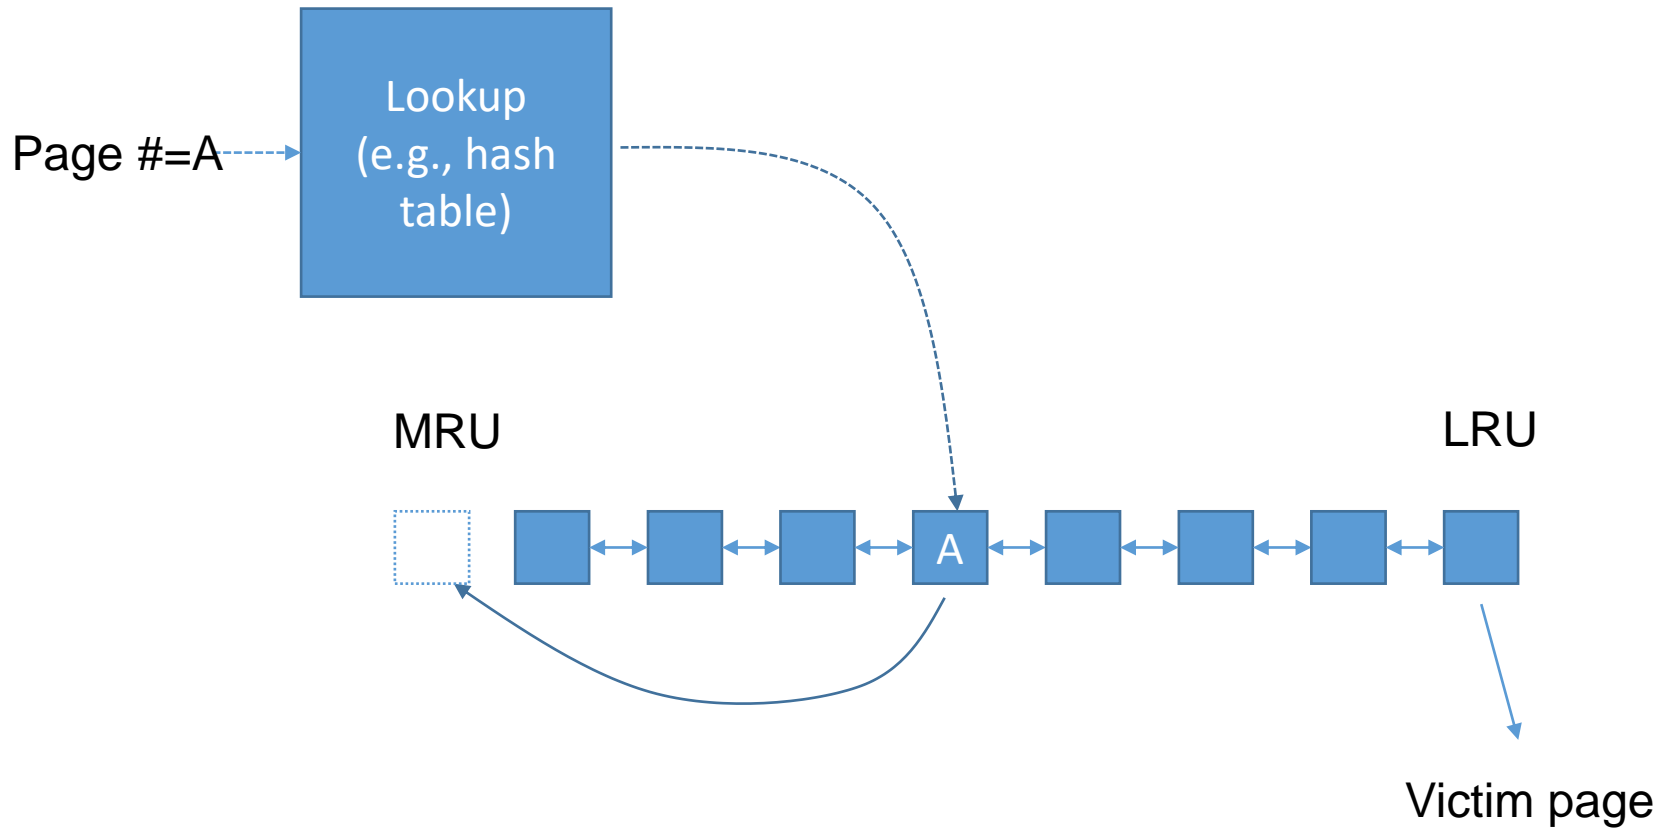 Lookup
(e.g., hash
table)
Page #=A
MRU
LRU
A
Victim page